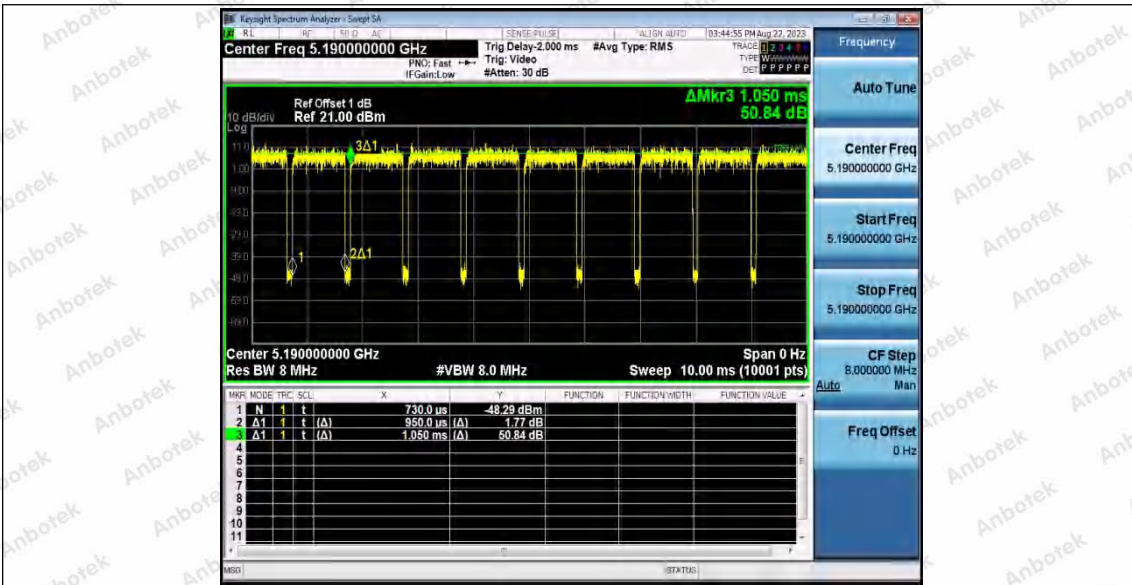 Keysight Spectrum Analyzer - Swept SA
RL RF 50 Ω AC SENSE:PULSE ALIGN AUTO 03:44:55 PM Aug 22, 2023
Center Freq 5.190000000 GHz
PNO: Fast
IFGain:Low
Trig Delay-2.000 ms
Trig: Video
#Atten: 30 dB
#Avg Type: RMS
TRACE 1 2 3 4 5 6
TYPE
DET P P P P P P
Ref Offset 1 dB
10 dB/div Ref 21.00 dBm
Log
ΔMkr3 1.050 ms
50.84 dB
11.0
1.00
3Δ1
1
2Δ1
Center 5.190000000 GHz
Span 0 Hz
Res BW 8 MHz
#VBW 8.0 MHz
Sweep 10.00 ms (10001 pts)
MKR MODE TRC SCL X Y FUNCTION FUNCTION WIDTH FUNCTION VALUE
1 N 1 t 730.0 µs -48.29 dBm
2 Δ1 1 t (Δ) 950.0 µs (Δ) 1.77 dB
3 Δ1 1 t (Δ) 1.050 ms (Δ) 50.84 dB
4
5
6
7
8
9
10
11
MSG
STATUS
Frequency
Auto Tune
Center Freq
5.190000000 GHz
Start Freq
5.190000000 GHz
Stop Freq
5.190000000 GHz
CF Step
8.000000 MHz
Auto Man
Freq Offset
0 Hz
Anbotek